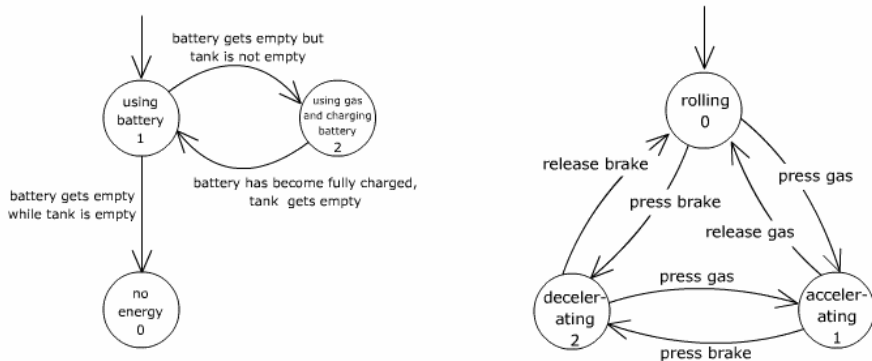 battery gets empty but
tank is not empty
using
battery
1
using gas
and charging
battery
2
battery has become fully charged,
tank gets empty
battery gets empty
while tank is empty
no
energy
0
rolling
0
release brake
press brake
press gas
release gas
deceler-
ating
2
press gas
acceler-
ating
1
press brake